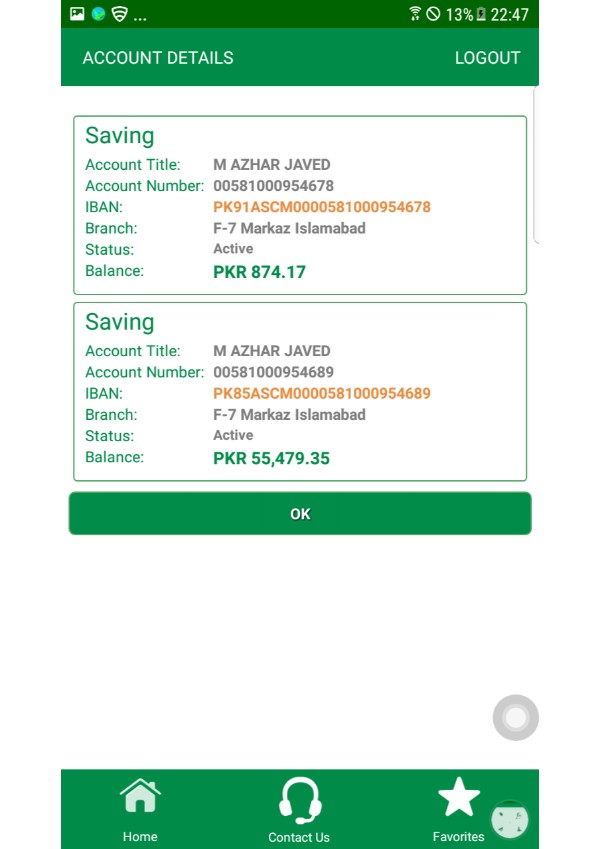 ... 13% 22:47
ACCOUNT DETAILS LOGOUT
Saving
Account Title: M AZHAR JAVED
Account Number: 00581000954678
IBAN: PK91ASCM0000581000954678
Branch: F-7 Markaz Islamabad
Status: Active
Balance: PKR 874.17
Saving
Account Title: M AZHAR JAVED
Account Number: 00581000954689
IBAN: PK85ASCM0000581000954689
Branch: F-7 Markaz Islamabad
Status: Active
Balance: PKR 55,479.35
OK
Home Contact Us Favorites